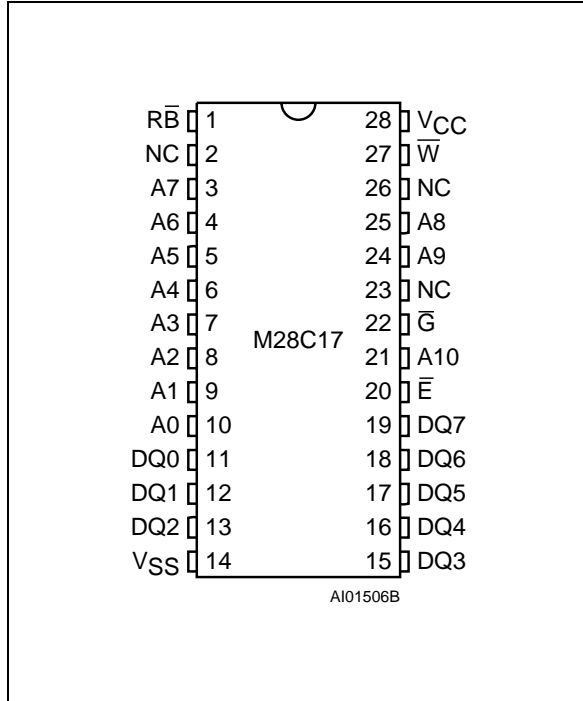 RB̅ 1 28 VCC
NC 2 27 W̅
A7 3 26 NC
A6 4 25 A8
A5 5 24 A9
A4 6 23 NC
A3 7 22 G̅
M28C17
A2 8 21 A10
A1 9 20 E̅
A0 10 19 DQ7
DQ0 11 18 DQ6
DQ1 12 17 DQ5
DQ2 13 16 DQ4
VSS 14 15 DQ3
AI01506B